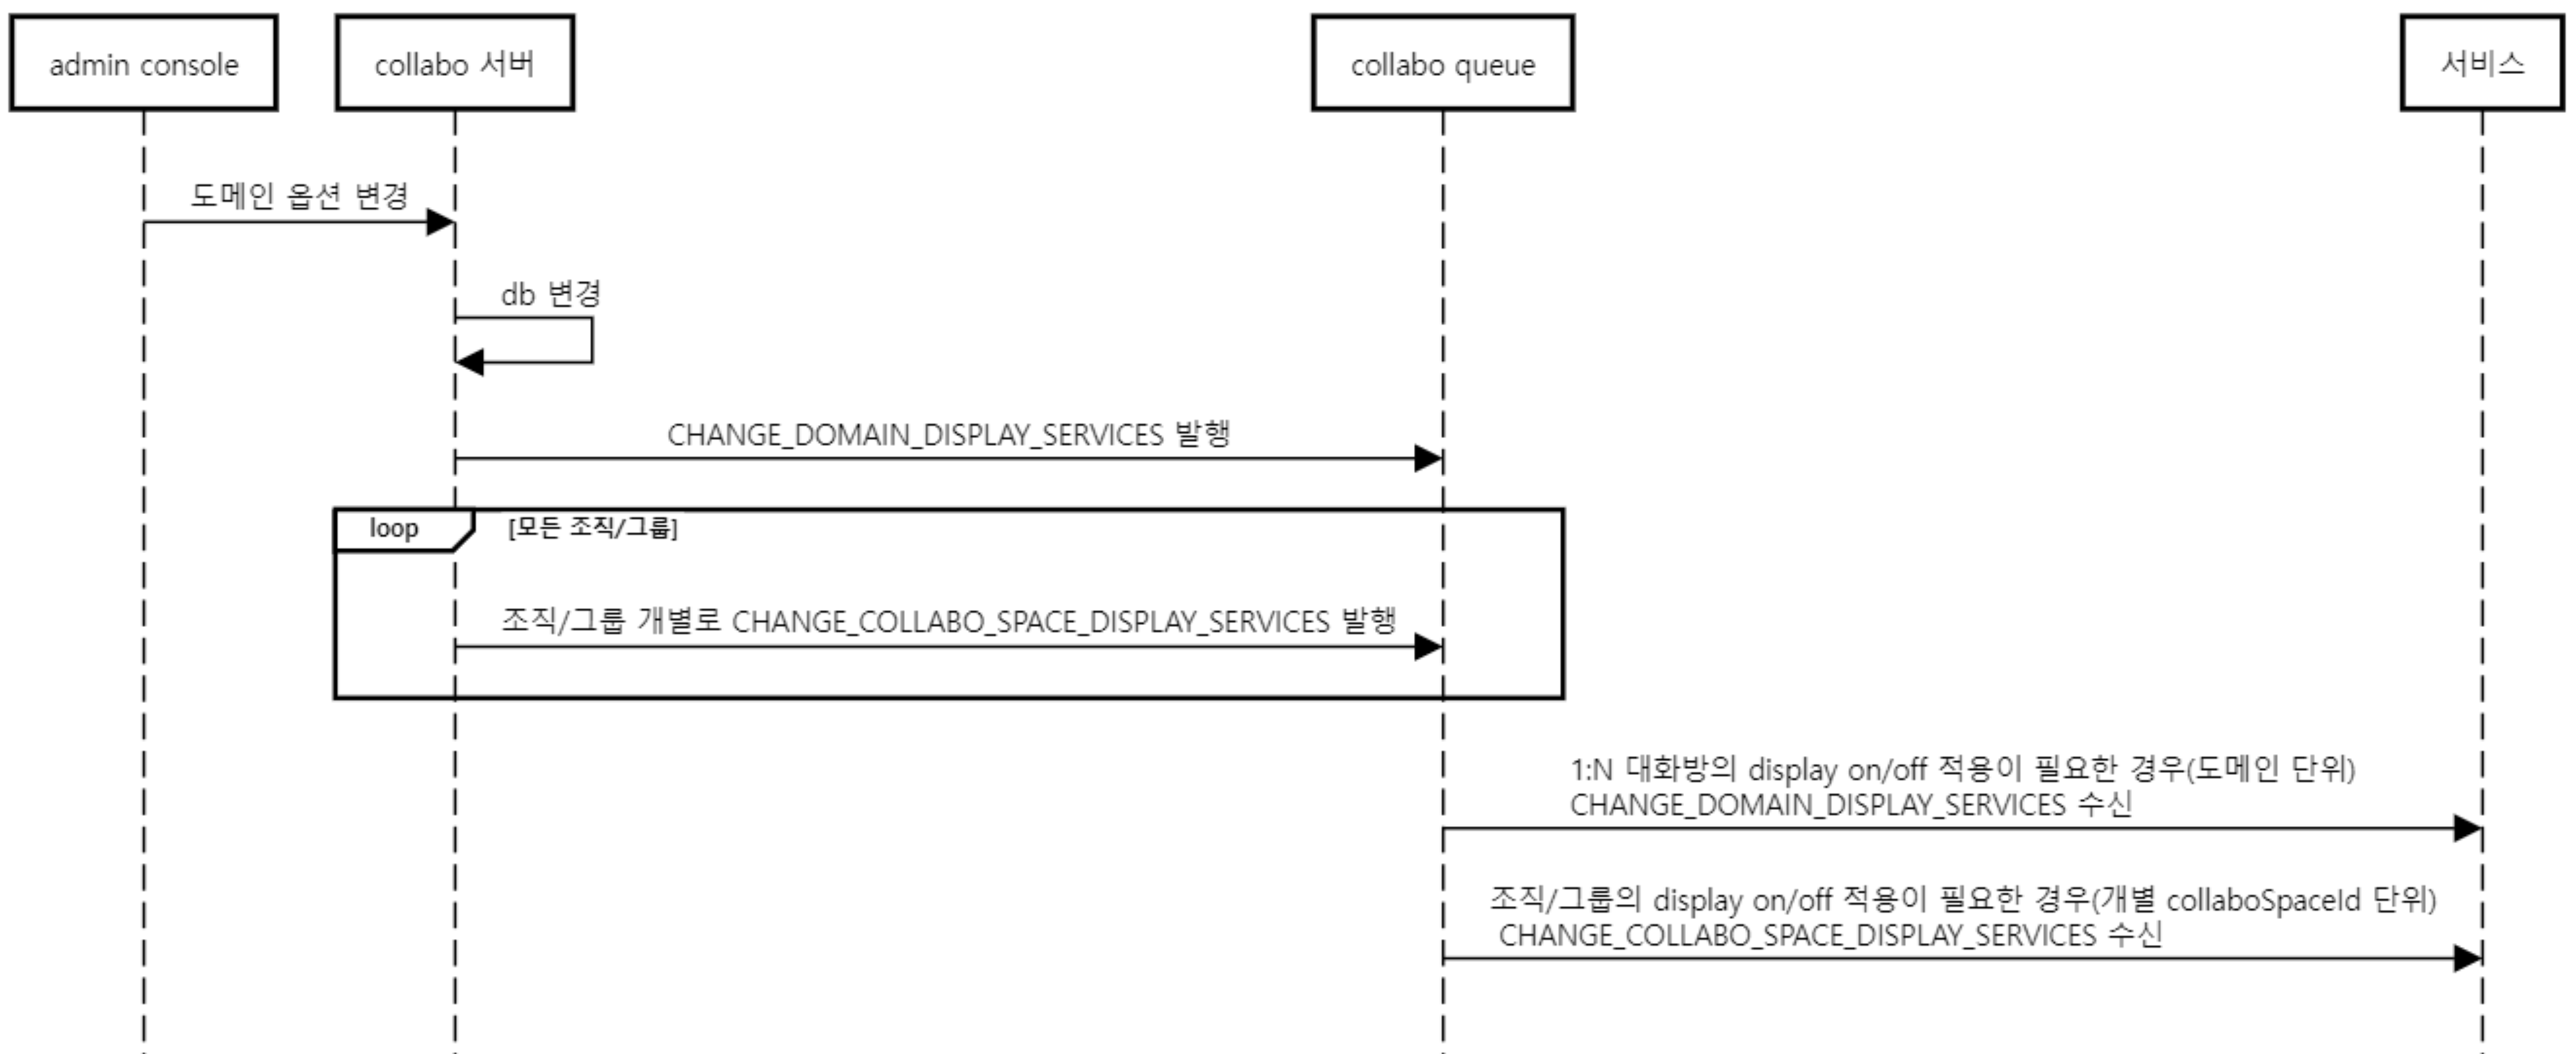 admin console
collabo 서버
collabo queue
서비스
도메인 옵션 변경
db 변경
CHANGE_DOMAIN_DISPLAY_SERVICES 발행
loop
[모든 조직/그룹]
조직/그룹 개별로 CHANGE_COLLABO_SPACE_DISPLAY_SERVICES 발행
1:N 대화방의 display on/off 적용이 필요한 경우(도메인 단위)
CHANGE_DOMAIN_DISPLAY_SERVICES 수신
조직/그룹의 display on/off 적용이 필요한 경우(개별 collaboSpaceId 단위)
CHANGE_COLLABO_SPACE_DISPLAY_SERVICES 수신